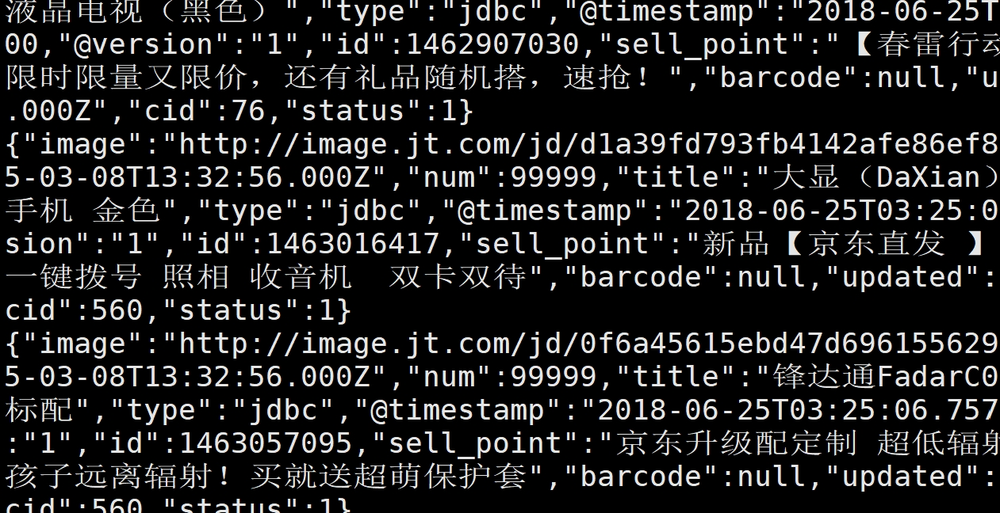 液晶电视（黑色）","type":"jdbc","@timestamp":"2018-06-25T
00,"@version":"1","id":1462907030,"sell_point":"【春雷行动
限时限量又限价，还有礼品随机搭，速抢！","barcode":null,"u
.000Z","cid":76,"status":1}
{"image":"http://image.jt.com/jd/d1a39fd793fb4142afe86ef8
5-03-08T13:32:56.000Z","num":99999,"title":"大显（DaXian）
手机 金色","type":"jdbc","@timestamp":"2018-06-25T03:25:0
sion":"1","id":1463016417,"sell_point":"新品【京东直发 】
一键拨号 照相 收音机  双卡双待","barcode":null,"updated":
cid":560,"status":1}
{"image":"http://image.jt.com/jd/0f6a45615ebd47d696155629
5-03-08T13:32:56.000Z","num":99999,"title":"锋达通FadarC0
标配","type":"jdbc","@timestamp":"2018-06-25T03:25:06.757
:"1","id":1463057095,"sell_point":"京东升级配定制 超低辐射
孩子远离辐射！买就送超萌保护套","barcode":null,"updated":
cid":560,"status":1}